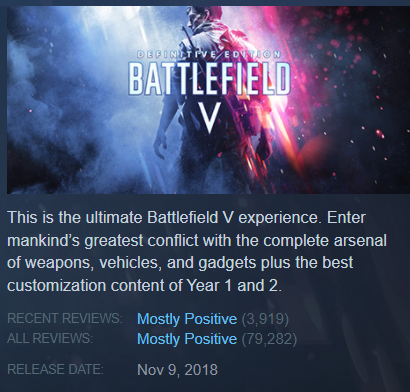 DEFINITIVE EDITION
BATTLEFIELD
V
This is the ultimate Battlefield V experience. Enter
mankind’s greatest conflict with the complete arsenal
of weapons, vehicles, and gadgets plus the best
customization content of Year 1 and 2.
RECENT REVIEWS: Mostly Positive (3,919)
ALL REVIEWS: Mostly Positive (79,282)
RELEASE DATE: Nov 9, 2018